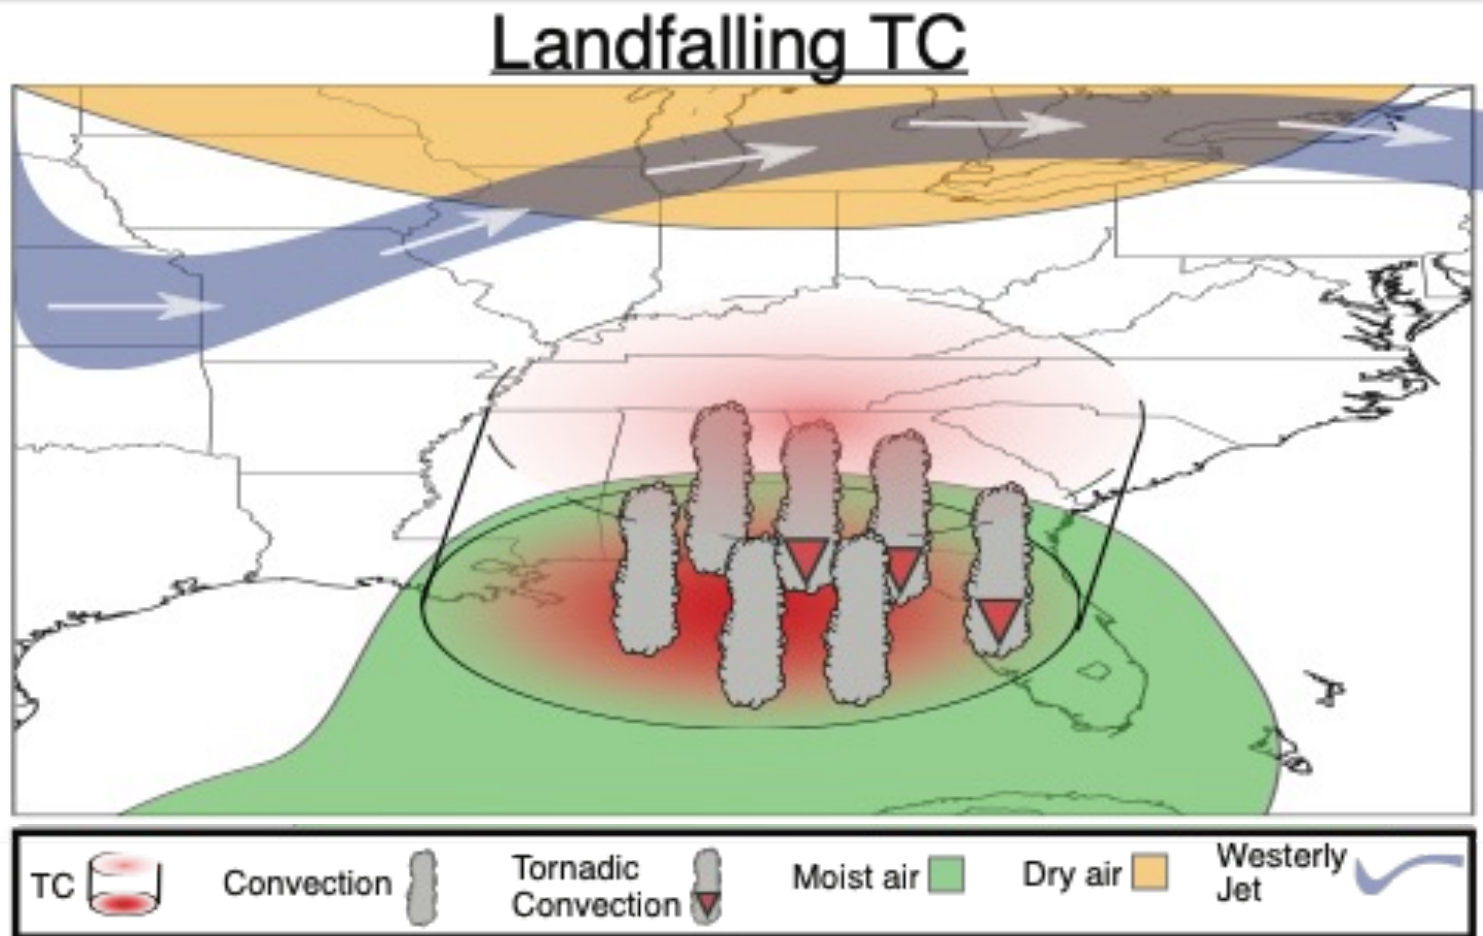 Landfalling TC
TC
Convection
Tornadic
Convection
Moist air
Dry air
Westerly
Jet